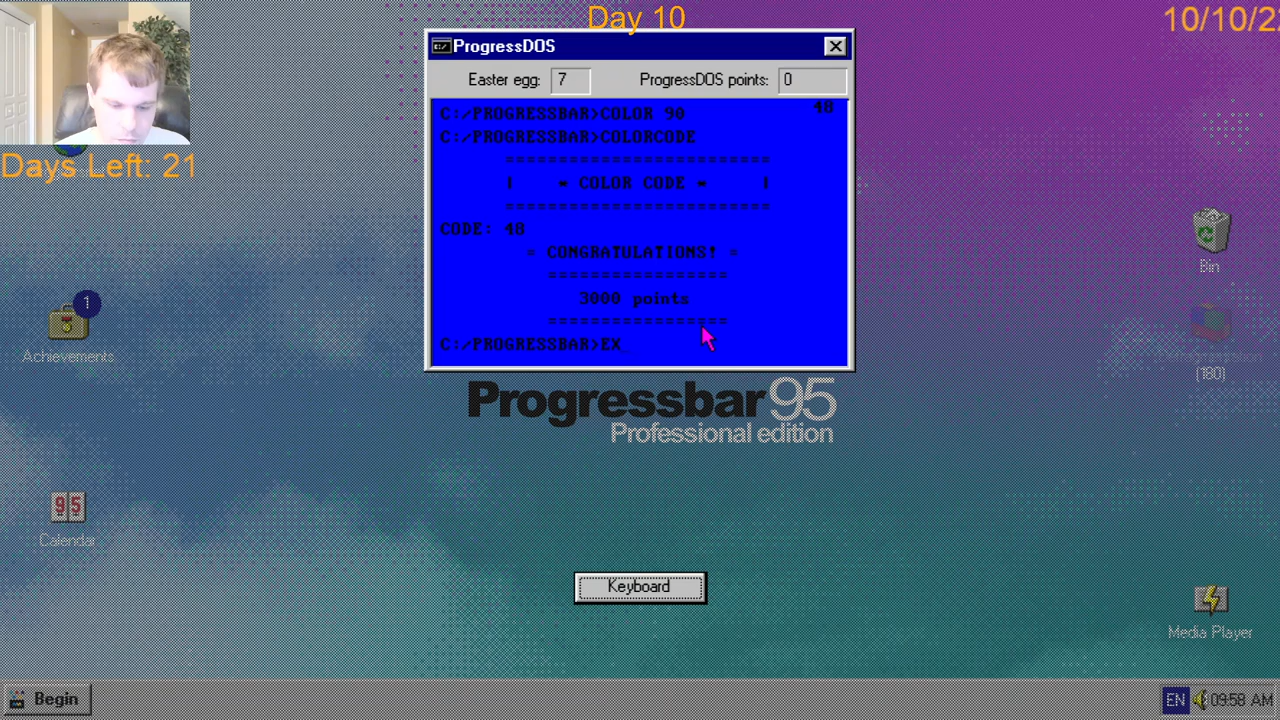 Day 10
10/10/2
Days Left: 21
ProgressDOS
Easter egg: 7
ProgressDOS points: 0
48
C:/PROGRESSBAR>COLOR 90
C:/PROGRESSBAR>COLORCODE
========================
| = COLOR CODE = |
========================
CODE: 48
= CONGRATULATIONS! =
=================
3000 points
=================
C:/PROGRESSBAR>EX_
1
Achievements
Bin
(180)
Progressbar95
Professional edition
95
Calendar
Keyboard
Media Player
Begin
EN
09:58 AM